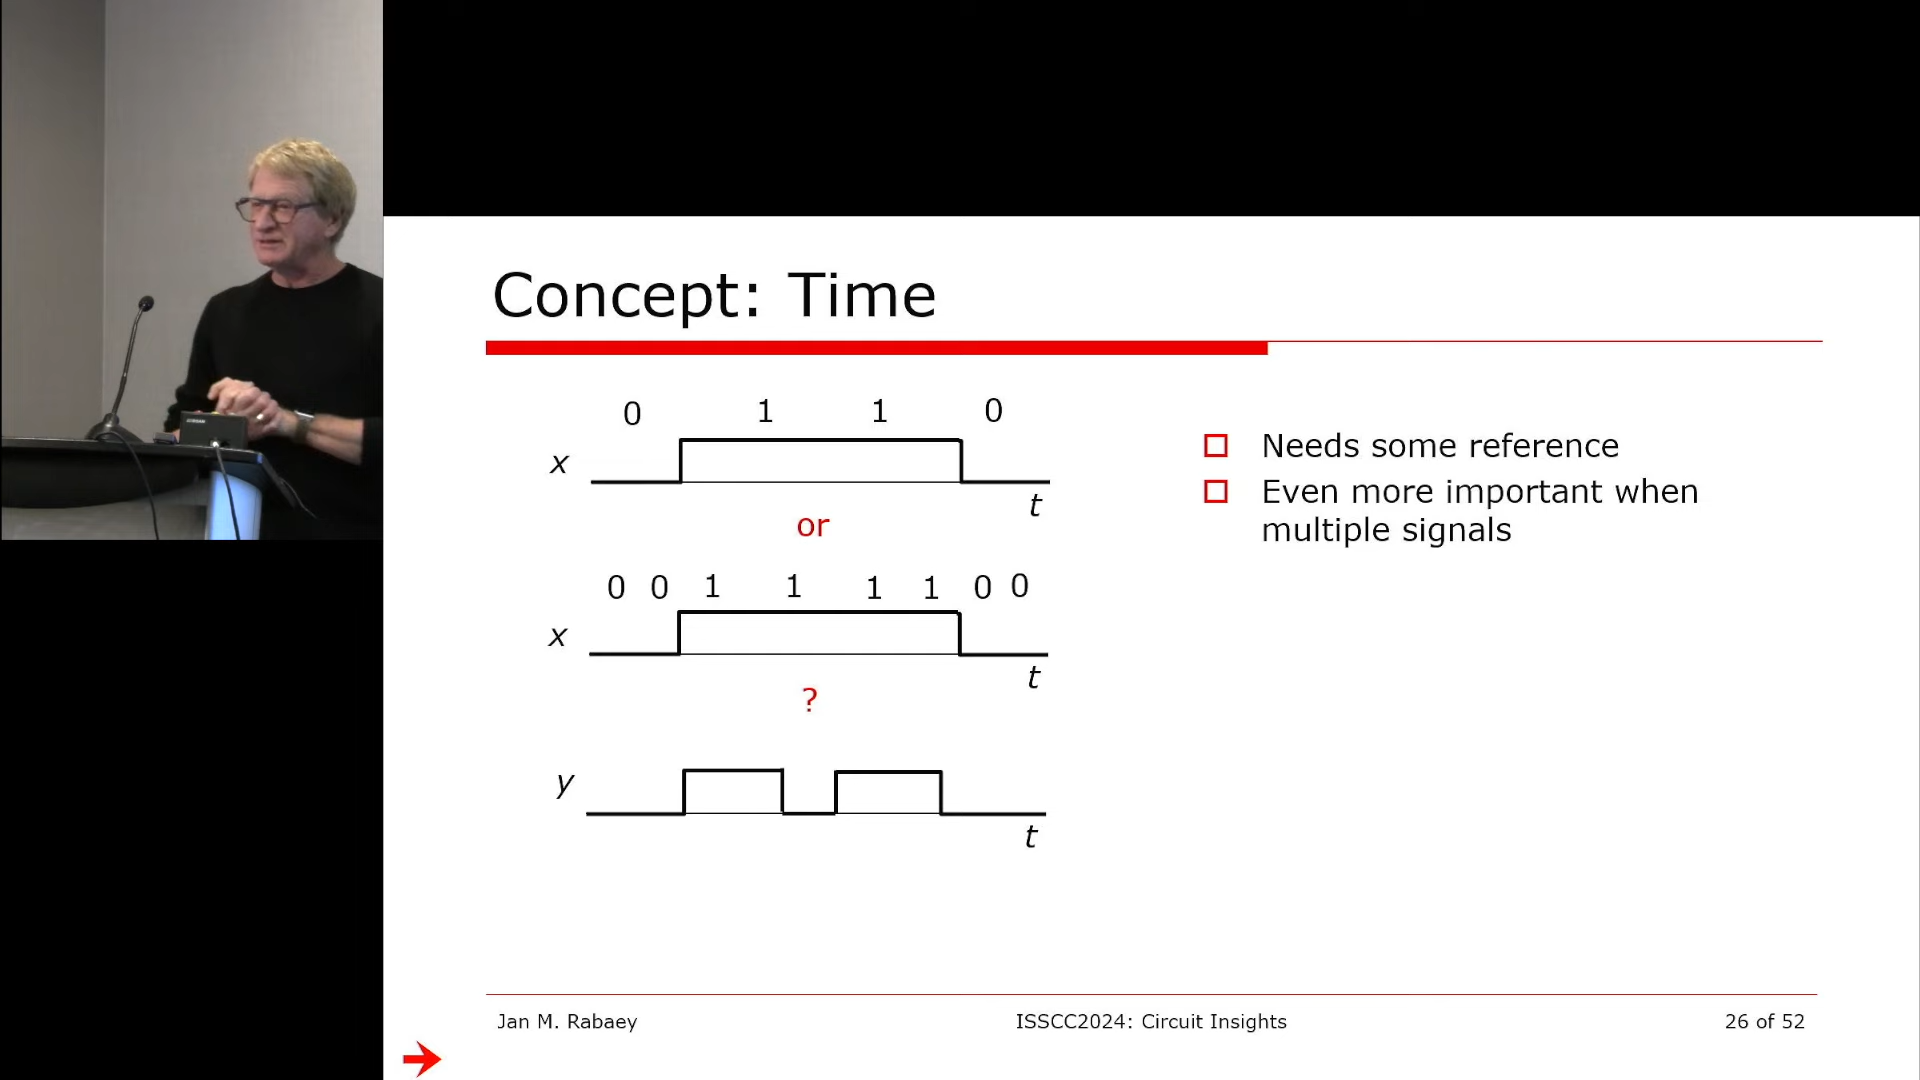 Concept: Time
0 1 1 0
x
t
or
0 0 1 1 1 1 0 0
x
t
?
y
t
Needs some reference
Even more important when
multiple signals
Jan M. Rabaey
ISSCC2024: Circuit Insights
26 of 52